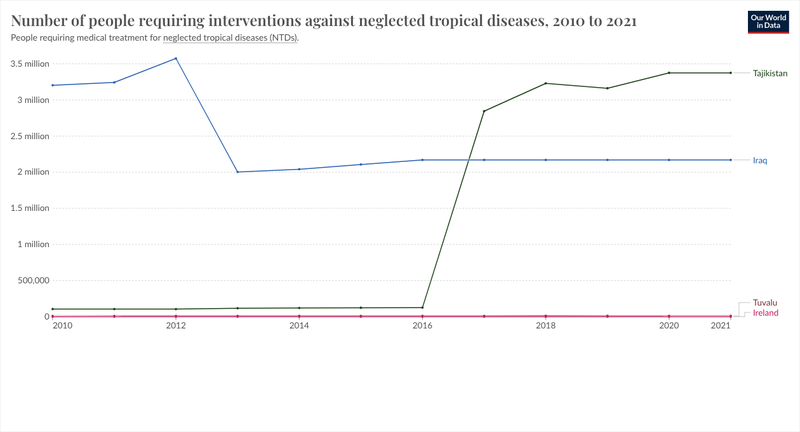 Number of people requiring interventions against neglected tropical diseases, 2010 to 2021
Our World
in Data
People requiring medical treatment for neglected tropical diseases (NTDs).
3.5 million
Tajikistan
3 million
2.5 million
2 million
Iraq
1.5 million
1 million
500,000
Tuvalu
Ireland
0
2010
2012
2014
2016
2018
2020
2021